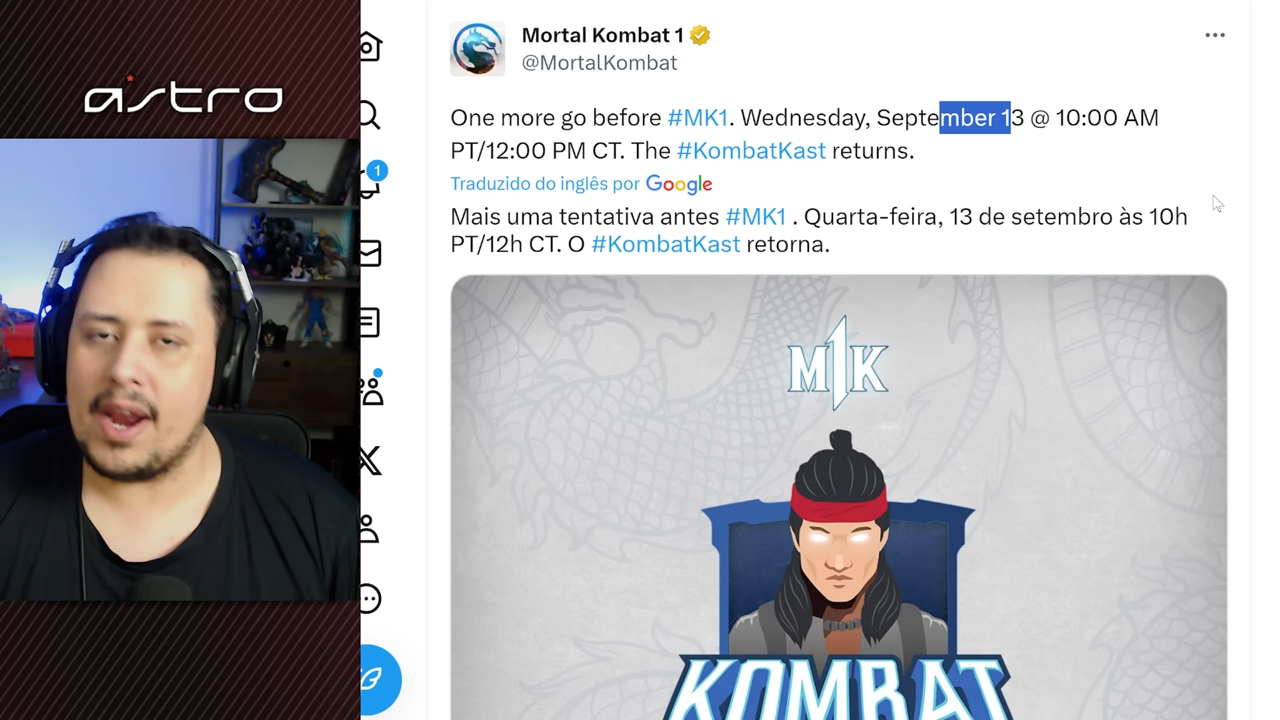 astro
Mortal Kombat 1
@MortalKombat
One more go before #MK1. Wednesday, September 13 @ 10:00 AM
PT/12:00 PM CT. The #KombatKast returns.
Traduzido do inglês por Google
Mais uma tentativa antes #MK1 . Quarta-feira, 13 de setembro às 10h
PT/12h CT. O #KombatKast retorna.
1
M1K
KOMBAT